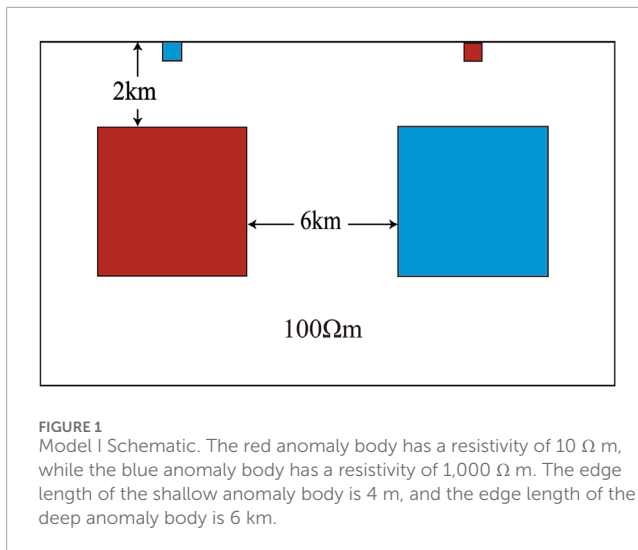 2km
6km
100Ωm
FIGURE 1
Model I Schematic. The red anomaly body has a resistivity of 10 Ω m,
while the blue anomaly body has a resistivity of 1,000 Ω m. The edge
length of the shallow anomaly body is 4 m, and the edge length of the
deep anomaly body is 6 km.